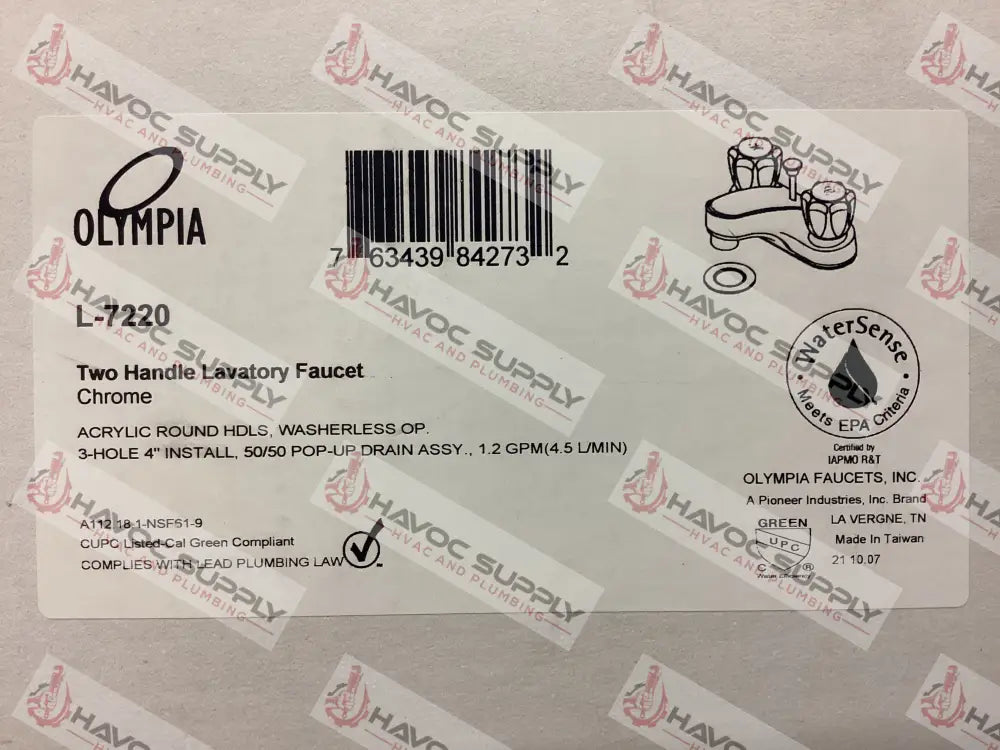 OLYMPIA
7 63439 84273 2
L-7220
Two Handle Lavatory Faucet
Chrome
ACRYLIC ROUND HDLS, WASHERLESS OP.
3-HOLE 4" INSTALL, 50/50 POP-UP DRAIN ASSY., 1.2 GPM(4.5 L/MIN)
A112.18.1-NSF61-9
CUPC Listed-Cal Green Compliant
COMPLIES WITH LEAD PLUMBING LAW
WaterSense
Meets EPA Criteria
Certified by
IAPMO R&T
OLYMPIA FAUCETS, INC.
A Pioneer Industries, Inc. Brand
LA VERGNE, TN
Made In Taiwan
21 10.07
GREEN
UPC
C ®
Water Efficiency
HAVOC SUPPLY
HVAC AND PLUMBING